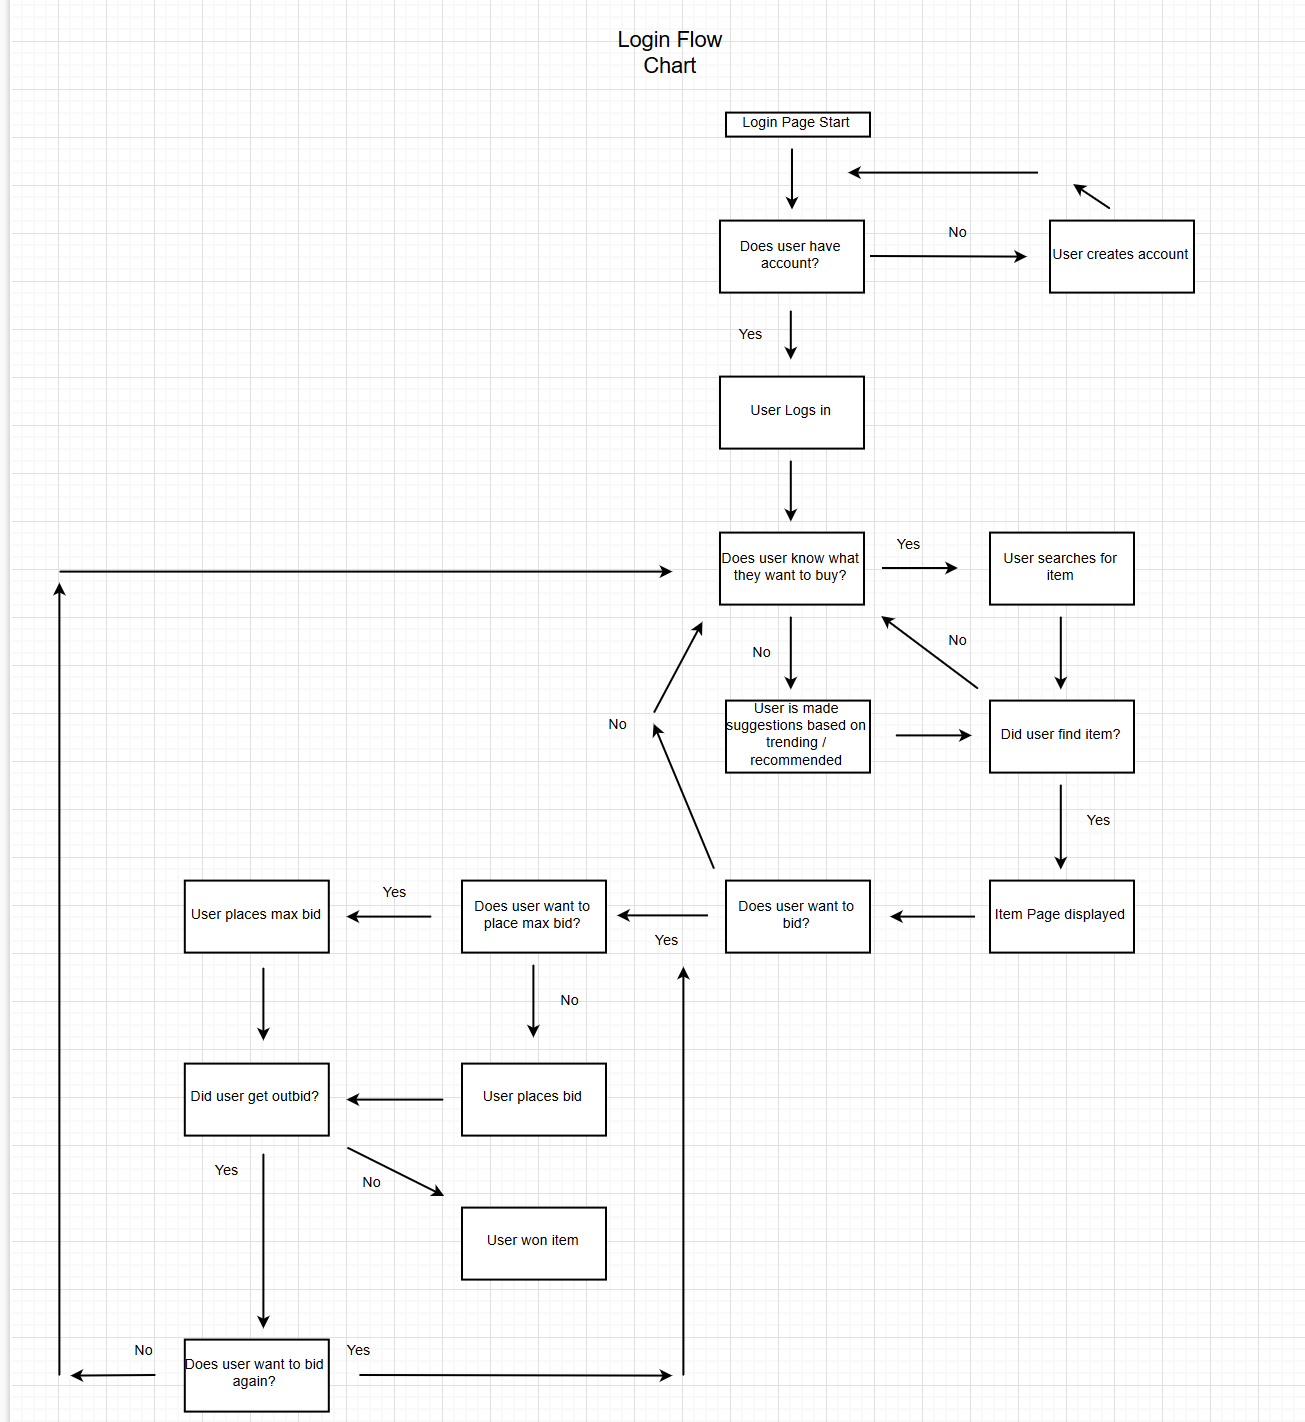 Login Flow
Chart
Login Page Start
Does user have
account?
No
User creates account
Yes
User Logs in
Does user know what
they want to buy?
Yes
User searches for
item
No
No
User is made
suggestions based on
trending /
recommended
Did user find item?
No
Yes
User places max bid
Yes
Does user want to
place max bid?
Yes
Does user want to
bid?
Item Page displayed
No
Did user get outbid?
User places bid
Yes
No
User won item
No
Does user want to bid
again?
Yes